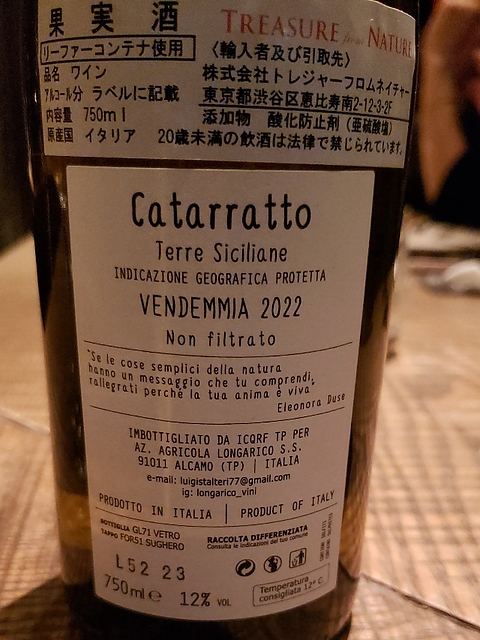 果実酒
TREASURE from NATURE
リーファーコンテナ使用
〈輸入者及び引取先〉
品名 ワイン
株式会社トレジャーフロムネイチャー
アルコール分 ラベルに記載
東京都渋谷区恵比寿南2-12-3-2F
内容量 750ml
添加物 酸化防止剤(亜硫酸塩)
原産国 イタリア 20歳未満の飲酒は法律で禁じられています。
Catarratto
Terre Siciliane
INDICAZIONE GEOGRAFICA PROTETTA
VENDEMMIA 2022
Non filtrato
"Se le cose semplici della natura
hanno un messaggio che tu comprendi,
rallegrati perché la tua anima è viva"
Eleonora Duse
IMBOTTIGLIATO DA ICQRF TP PER
AZ. AGRICOLA LONGARICO S.S.
91011 ALCAMO (TP) | ITALIA
e-mail: luigistalteri77@gmail.com
ig: longarico_vini
PRODOTTO IN ITALIA | PRODUCT OF ITALY
BOTTIGLIA GL71 VETRO
TAPPO FOR51 SUGHERO
RACCOLTA DIFFERENZIATA
Consulta le indicazioni del tuo comune
L52 23
750ml e 12% VOL
Temperatura
consigliata 12° C